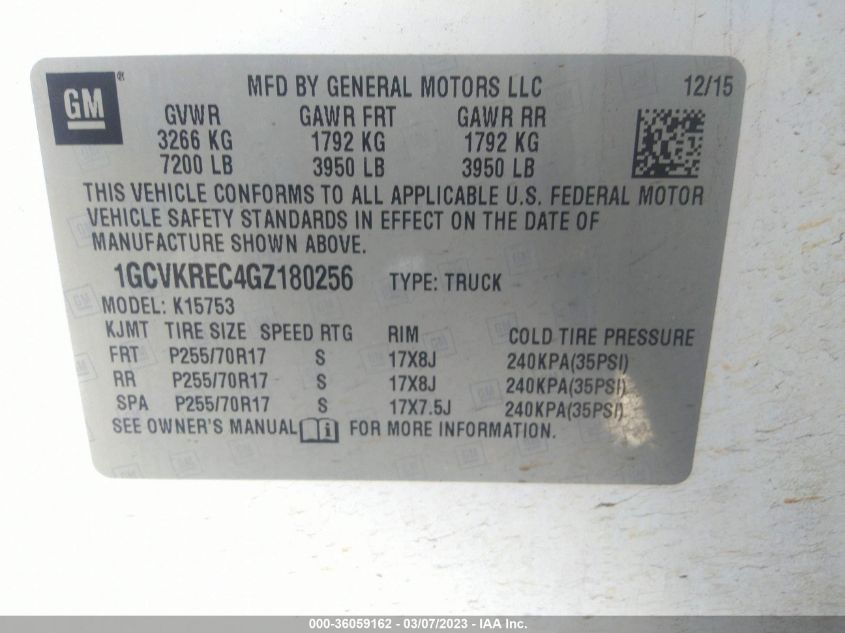 GM ®
MFD BY GENERAL MOTORS LLC 12/15
GVWR GAWR FRT GAWR RR
3266 KG 1792 KG 1792 KG
7200 LB 3950 LB 3950 LB
THIS VEHICLE CONFORMS TO ALL APPLICABLE U.S. FEDERAL MOTOR
VEHICLE SAFETY STANDARDS IN EFFECT ON THE DATE OF
MANUFACTURE SHOWN ABOVE.
1GCVKREC4GZ180256 TYPE: TRUCK
MODEL: K15753
KJMT TIRE SIZE SPEED RTG RIM COLD TIRE PRESSURE
FRT P255/70R17 S 17X8J 240KPA(35PSI)
RR P255/70R17 S 17X8J 240KPA(35PSI)
SPA P255/70R17 S 17X7.5J 240KPA(35PSI)
SEE OWNER'S MANUAL FOR MORE INFORMATION.
000-36059162 - 03/07/2023 - IAA Inc.